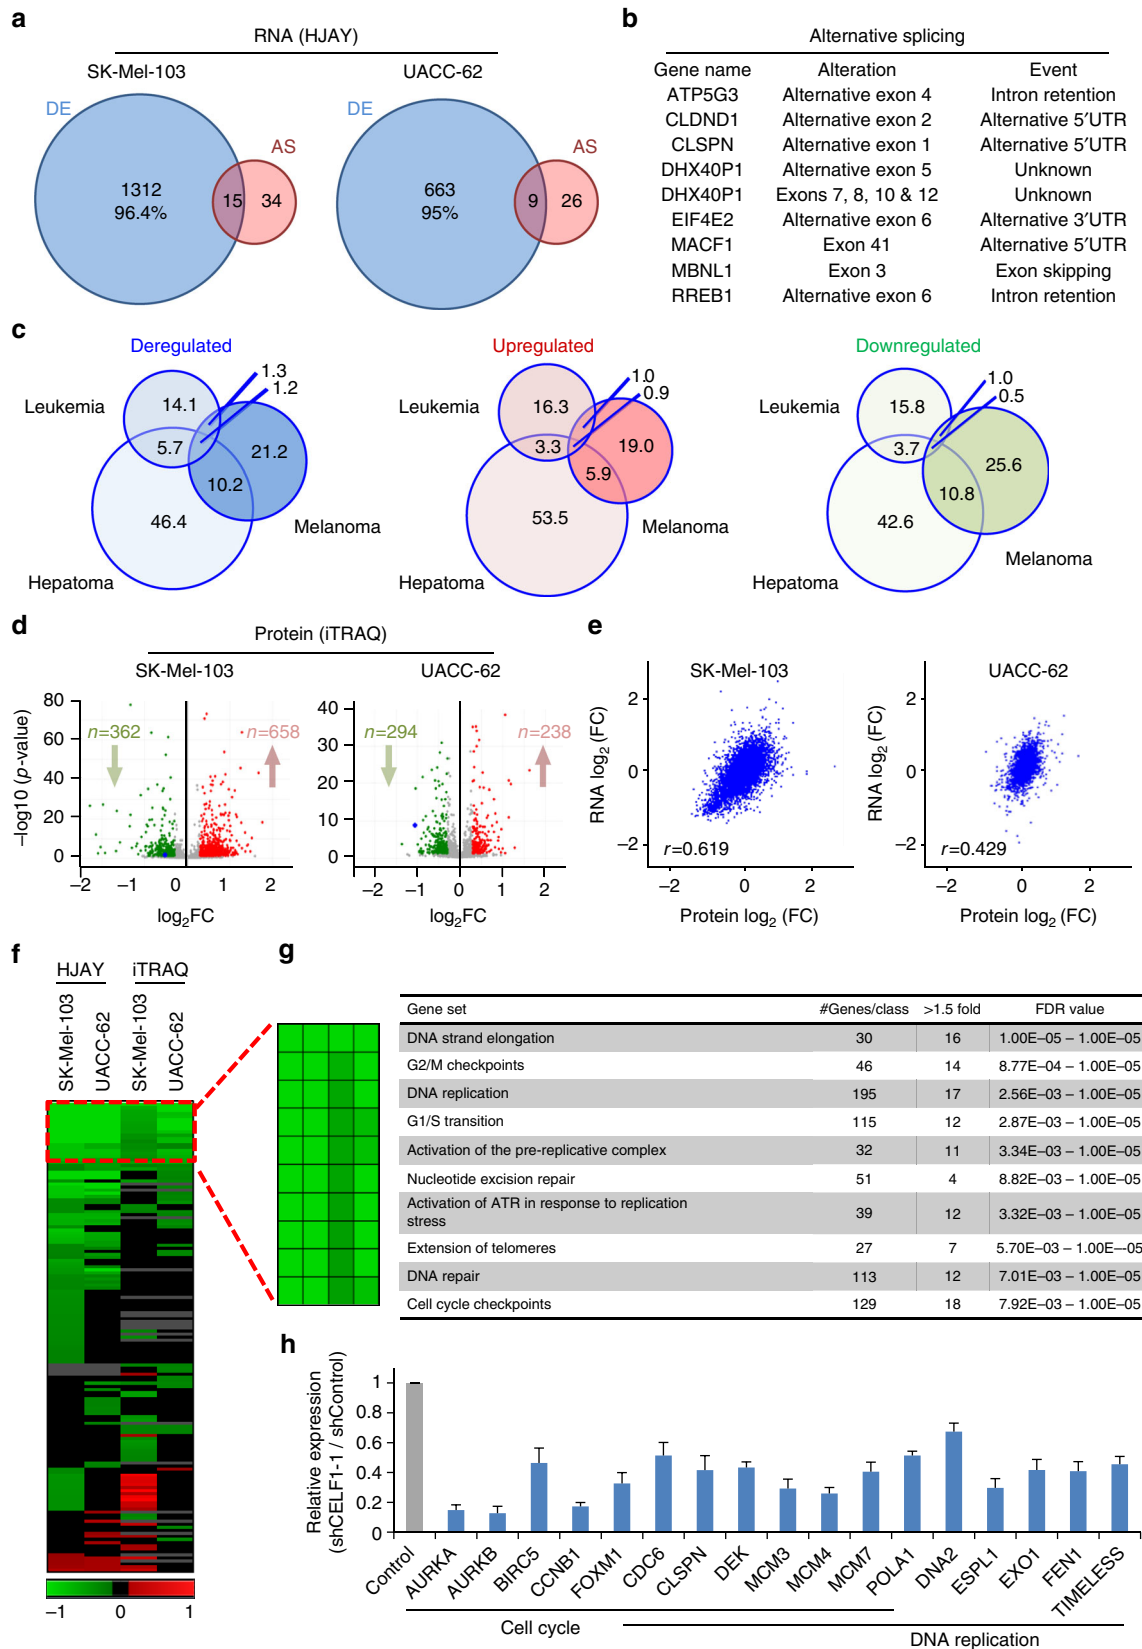 a
RNA (HJAY)
SK-Mel-103
UACC-62
DE
AS
1312
96.4%
15
34
DE
AS
663
95%
9
26
b
Alternative splicing
Gene name Alteration Event
ATP5G3 Alternative exon 4 Intron retention
CLDND1 Alternative exon 2 Alternative 5′UTR
CLSPN Alternative exon 1 Alternative 5′UTR
DHX40P1 Alternative exon 5 Unknown
DHX40P1 Exons 7, 8, 10 & 12 Unknown
EIF4E2 Alternative exon 6 Alternative 3′UTR
MACF1 Exon 41 Alternative 5′UTR
MBNL1 Exon 3 Exon skipping
RREB1 Alternative exon 6 Intron retention
c
Deregulated
1.3
1.2
Leukemia
14.1
5.7
21.2
10.2
46.4
Melanoma
Hepatoma
Upregulated
1.0
0.9
Leukemia
16.3
3.3
19.0
5.9
53.5
Melanoma
Hepatoma
Downregulated
1.0
0.5
Leukemia
15.8
3.7
25.6
10.8
42.6
Melanoma
Hepatoma
d
Protein (iTRAQ)
SK-Mel-103
UACC-62
–log10 (p-value)
80
60
40
20
0
n=362
n=658
–2 –1 0 1 2
log2FC
40
30
20
10
0
n=294
n=238
–2 –1 0 1 2
log2FC
e
SK-Mel-103
RNA log2 (FC)
2
0
–2
r=0.619
–2 0 2
Protein log2 (FC)
UACC-62
RNA log2 (FC)
2
0
–2
r=0.429
–2 0 2
Protein log2 (FC)
f
HJAY iTRAQ
SK-Mel-103
UACC-62
SK-Mel-103
UACC-62
–1 0 1
g
Gene set #Genes/class >1.5 fold FDR value
DNA strand elongation 30 16 1.00E–05 – 1.00E–05
G2/M checkpoints 46 14 8.77E–04 – 1.00E–05
DNA replication 195 17 2.56E–03 – 1.00E–05
G1/S transition 115 12 2.87E–03 – 1.00E–05
Activation of the pre-replicative complex 32 11 3.34E–03 – 1.00E–05
Nucleotide excision repair 51 4 8.82E–03 – 1.00E–05
Activation of ATR in response to replication
stress 39 12 3.32E–03 – 1.00E–05
Extension of telomeres 27 7 5.70E–03 – 1.00E–-05
DNA repair 113 12 7.01E–03 – 1.00E–05
Cell cycle checkpoints 129 18 7.92E–03 – 1.00E–05
h
Relative expression
(shCELF1-1 / shControl)
1
0.8
0.6
0.4
0.2
0
Control
AURKA
AURKB
BIRC5
CCNB1
FOXM1
CDC6
CLSPN
DEK
MCM3
MCM4
MCM7
POLA1
DNA2
ESPL1
EXO1
FEN1
TIMELESS
Cell cycle
DNA replication